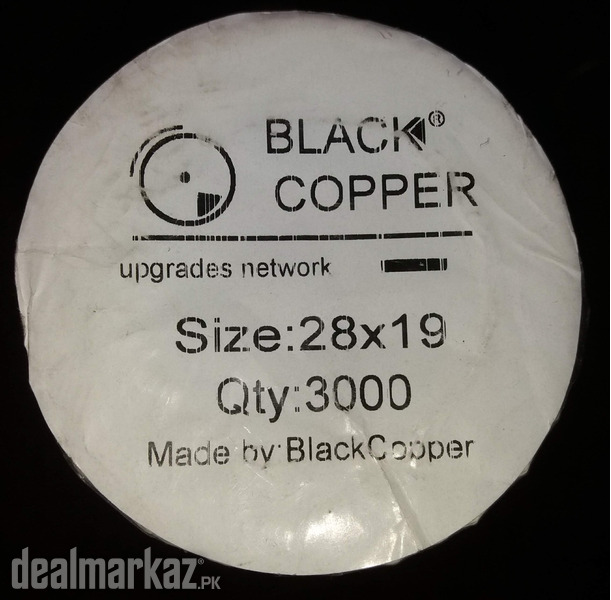 BLACK®
COPPER
upgrades network
Size:28x19
Qty:3000
Made by:BlackCopper
dealmarkaz.PK